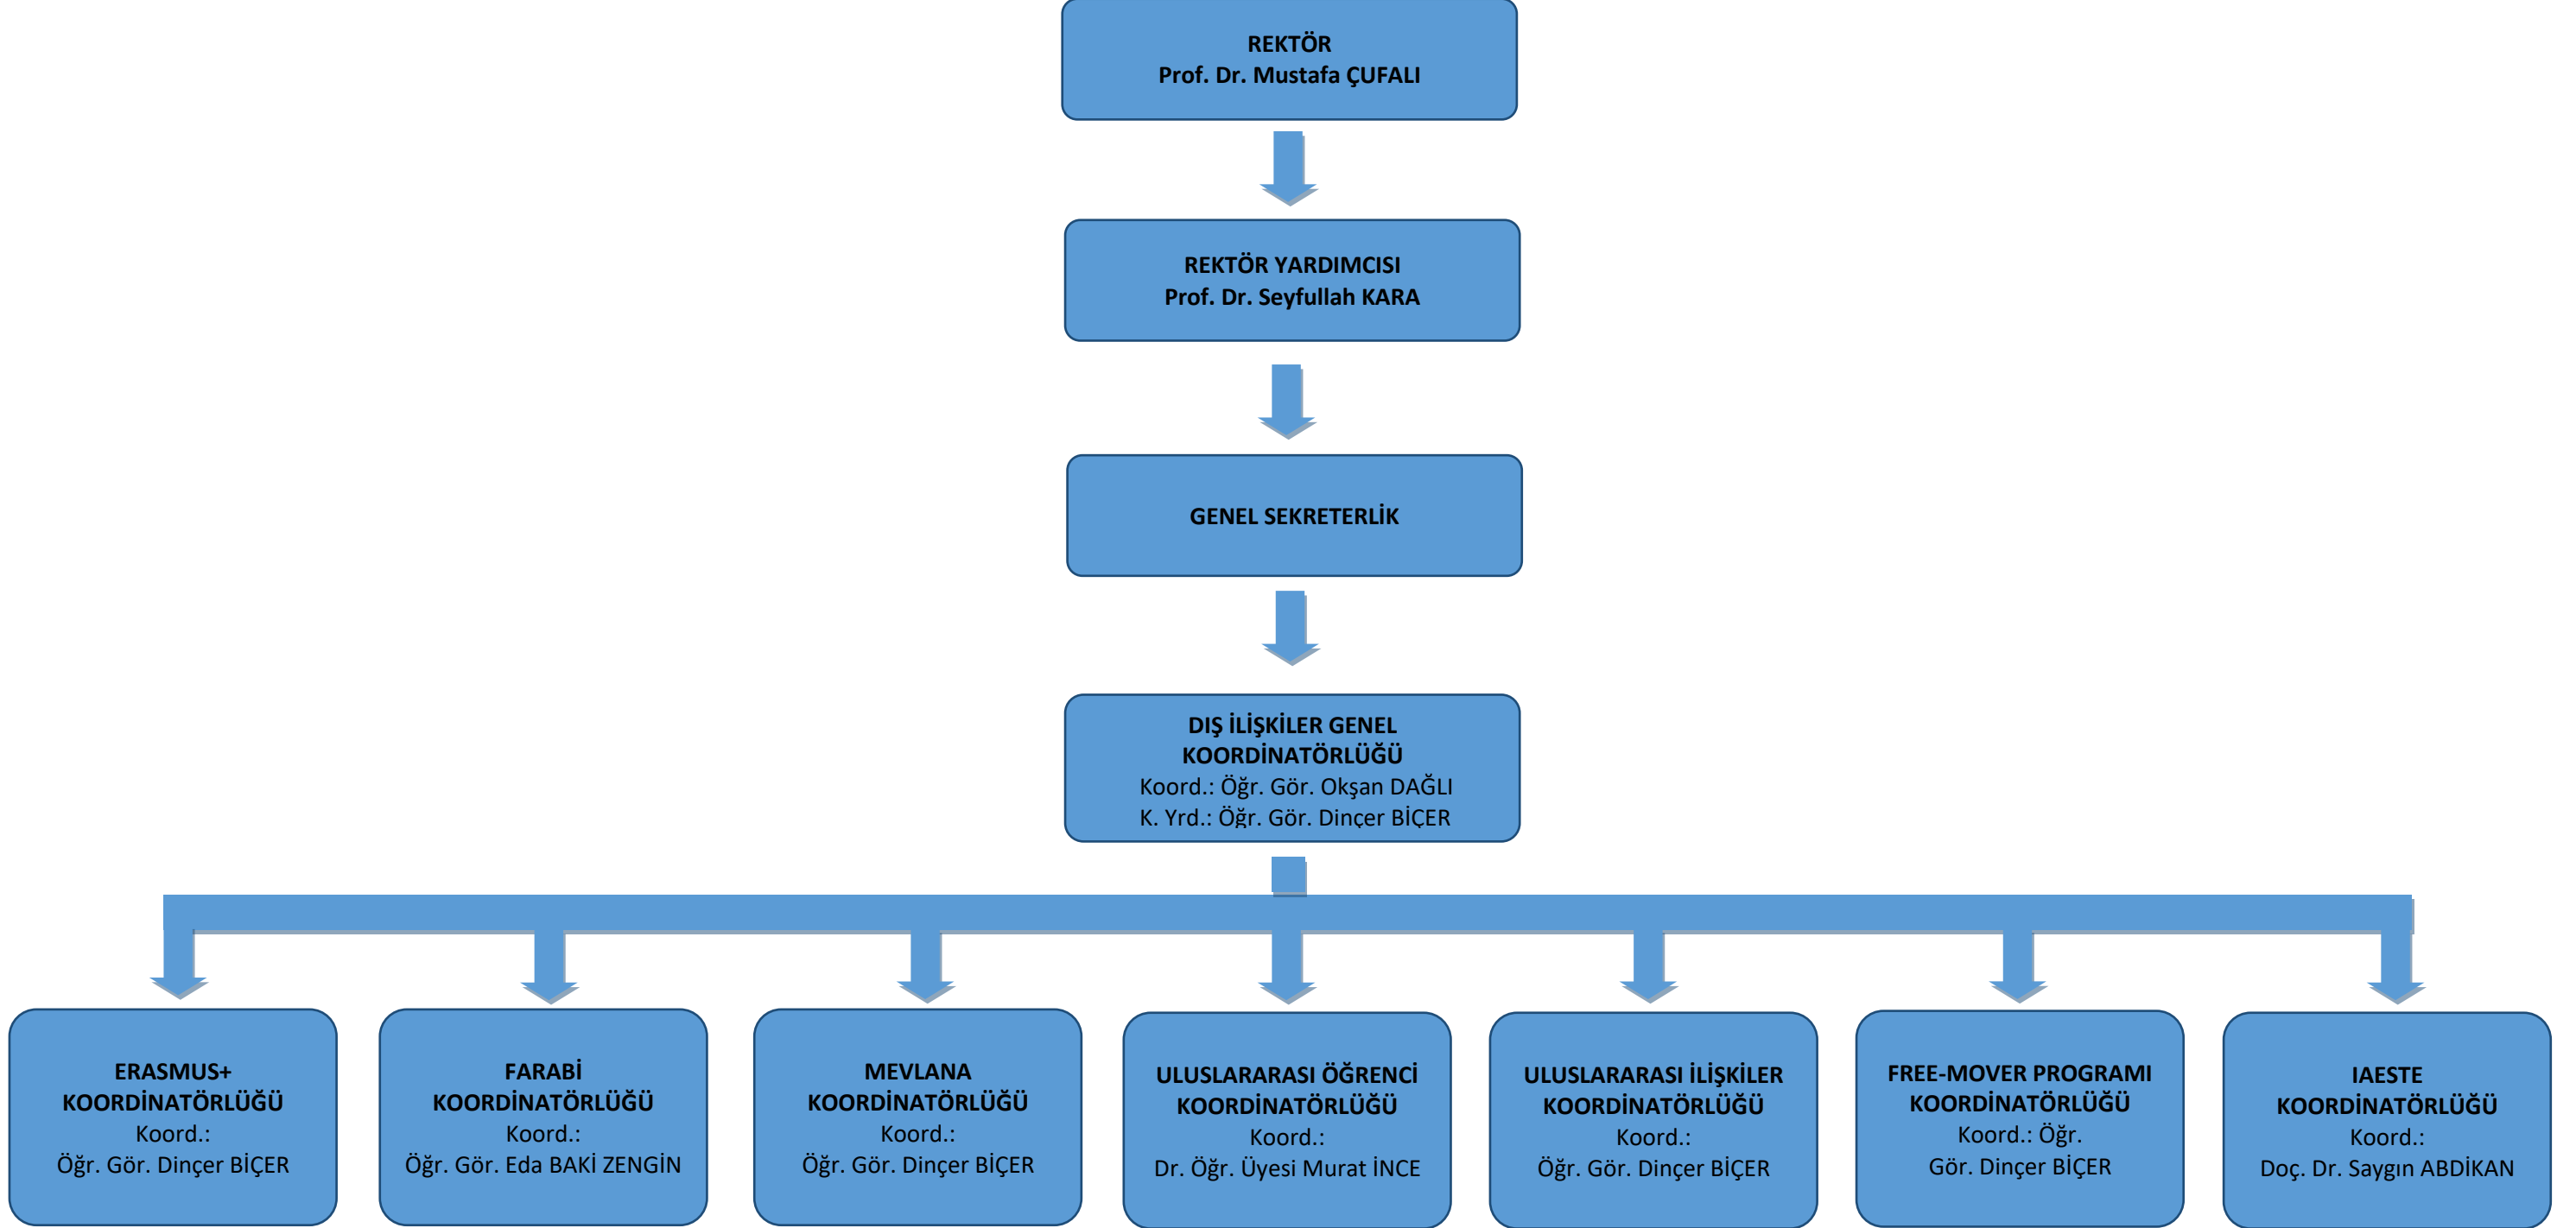 REKTÖR
Prof. Dr. Mustafa ÇUFALI
REKTÖR YARDIMCISI
Prof. Dr. Seyfullah KARA
GENEL SEKRETERLİK
DIŞ İLİŞKİLER GENEL
KOORDİNATÖRLÜĞÜ
Koord.: Öğr. Gör. Okşan DAĞLI
K. Yrd.: Öğr. Gör. Dinçer BİÇER
ERASMUS+
KOORDİNATÖRLÜĞÜ
Koord.:
Öğr. Gör. Dinçer BİÇER
FARABİ
KOORDİNATÖRLÜĞÜ
Koord.:
Öğr. Gör. Eda BAKİ ZENGİN
MEVLANA
KOORDİNATÖRLÜĞÜ
Koord.:
Öğr. Gör. Dinçer BİÇER
ULUSLARARASI ÖĞRENCİ
KOORDİNATÖRLÜĞÜ
Koord.:
Dr. Öğr. Üyesi Murat İNCE
ULUSLARARASI İLİŞKİLER
KOORDİNATÖRLÜĞÜ
Koord.:
Öğr. Gör. Dinçer BİÇER
FREE-MOVER PROGRAMI
KOORDİNATÖRLÜĞÜ
Koord.: Öğr.
Gör. Dinçer BİÇER
IAESTE
KOORDİNATÖRLÜĞÜ
Koord.:
Doç. Dr. Saygın ABDİKAN